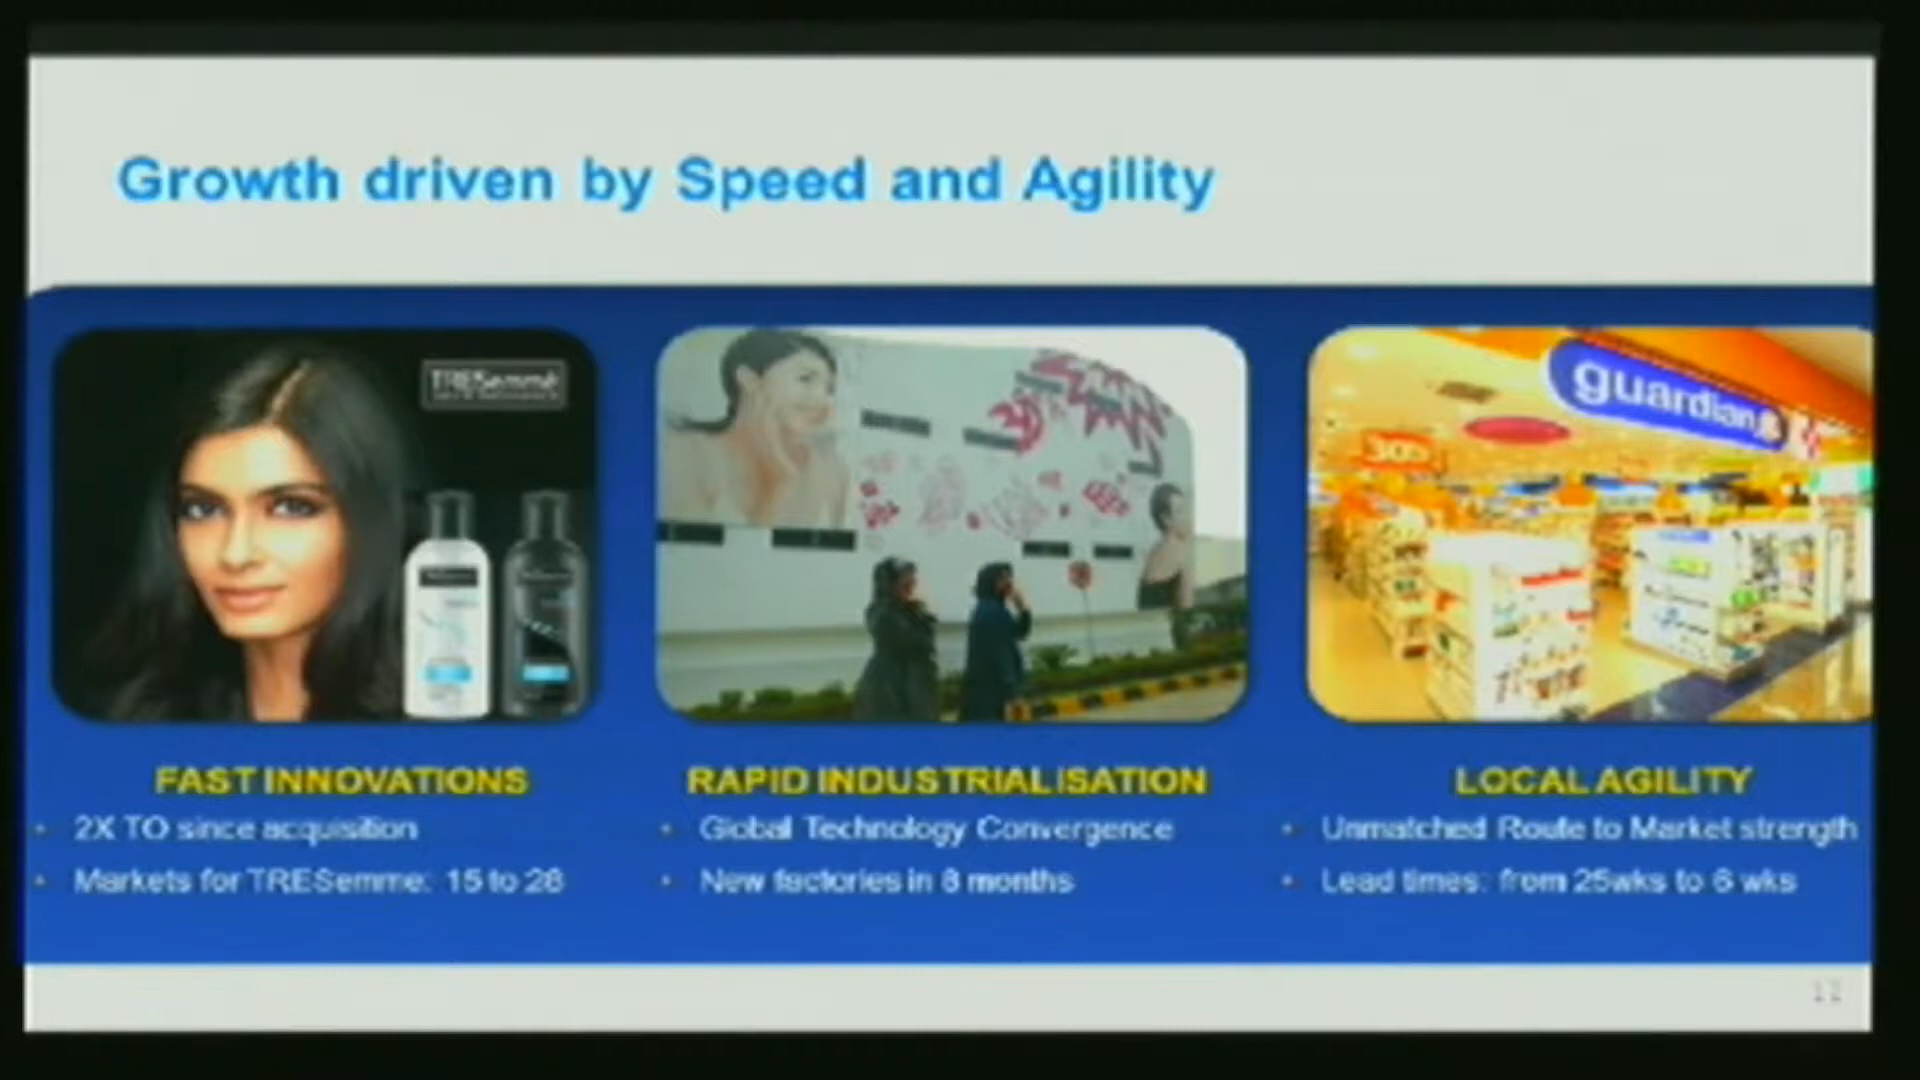 Growth driven by Speed and Agility
TRESemmé
guardian
30%
FAST INNOVATIONS
• 2X TO since acquisition
• Markets for TRESemme: 15 to 28
RAPID INDUSTRIALISATION
• Global Technology Convergence
• New factories in 8 months
LOCAL AGILITY
• Unmatched Route to Market strength
• Lead times: from 25wks to 6 wks
12